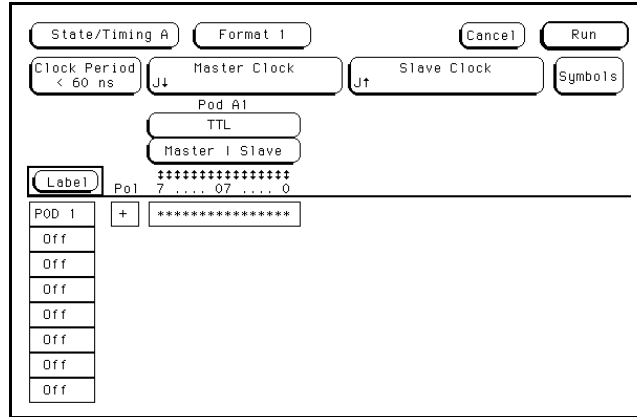 State/Timing A Format 1 Cancel Run
Clock Period < 60 ns
Master Clock J↓
Slave Clock J↑
Symbols
Pod A1
TTL
Master | Slave
Label Pol ↕↕↕↕↕↕↕↕↕↕↕↕↕↕↕↕
7 .... 07 .... 0
POD 1 + ****************
Off
Off
Off
Off
Off
Off
Off